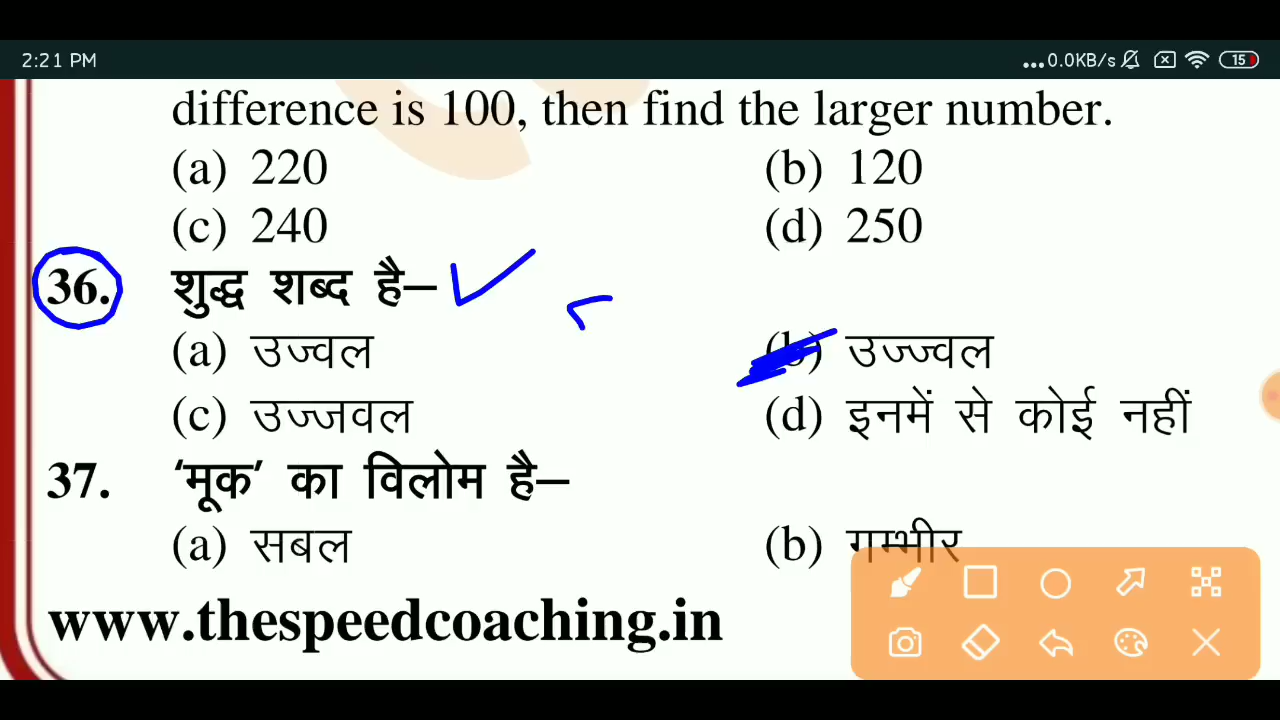 2:21 PM ...0.0KB/s 15
difference is 100, then find the larger number.
(a) 220 (b) 120
(c) 240 (d) 250
36. शुद्ध शब्द है–
(a) उज्वल (b) उज्ज्वल
(c) उज्जवल (d) इनमें से कोई नहीं
37. ‘मूक’ का विलोम है–
(a) सबल (b) गम्भीर
www.thespeedcoaching.in